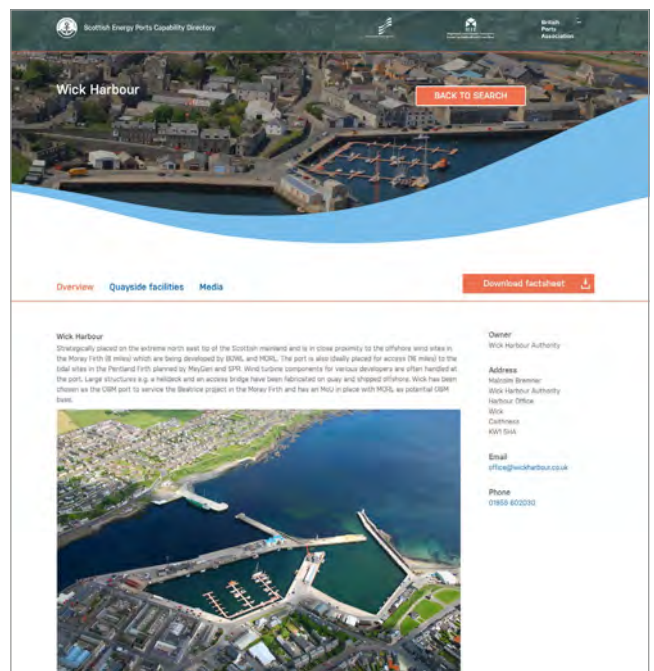 Scottish Energy Ports Capability Directory
British
Ports
Association
Wick Harbour
BACK TO SEARCH
Overview Quayside facilities Media
Download factsheet
Wick Harbour
Strategically placed on the extreme north east tip of the Scottish mainland and is in close proximity to the offshore wind sites in
the Moray Firth (8 miles) which are being developed by BOWL and MORL. The port is also ideally placed for access (16 miles) to the
tidal sites in the Pentland Firth planned by MeyGen and SPR. Wind turbine components for various developers are often handled at
the port. Large structures e.g. a helideck and an access bridge have been fabricated on quay and shipped offshore. Wick has been
chosen as the O&M port to service the Beatrice project in the Moray Firth and has an MoU in place with MORL as potential O&M
base.
Owner
Wick Harbour Authority
Address
Malcolm Bremner
Wick Harbour Authority
Harbour Office
Wick
Caithness
KW1 5HA
Email
office@wickharbour.co.uk
Phone
01955 602030